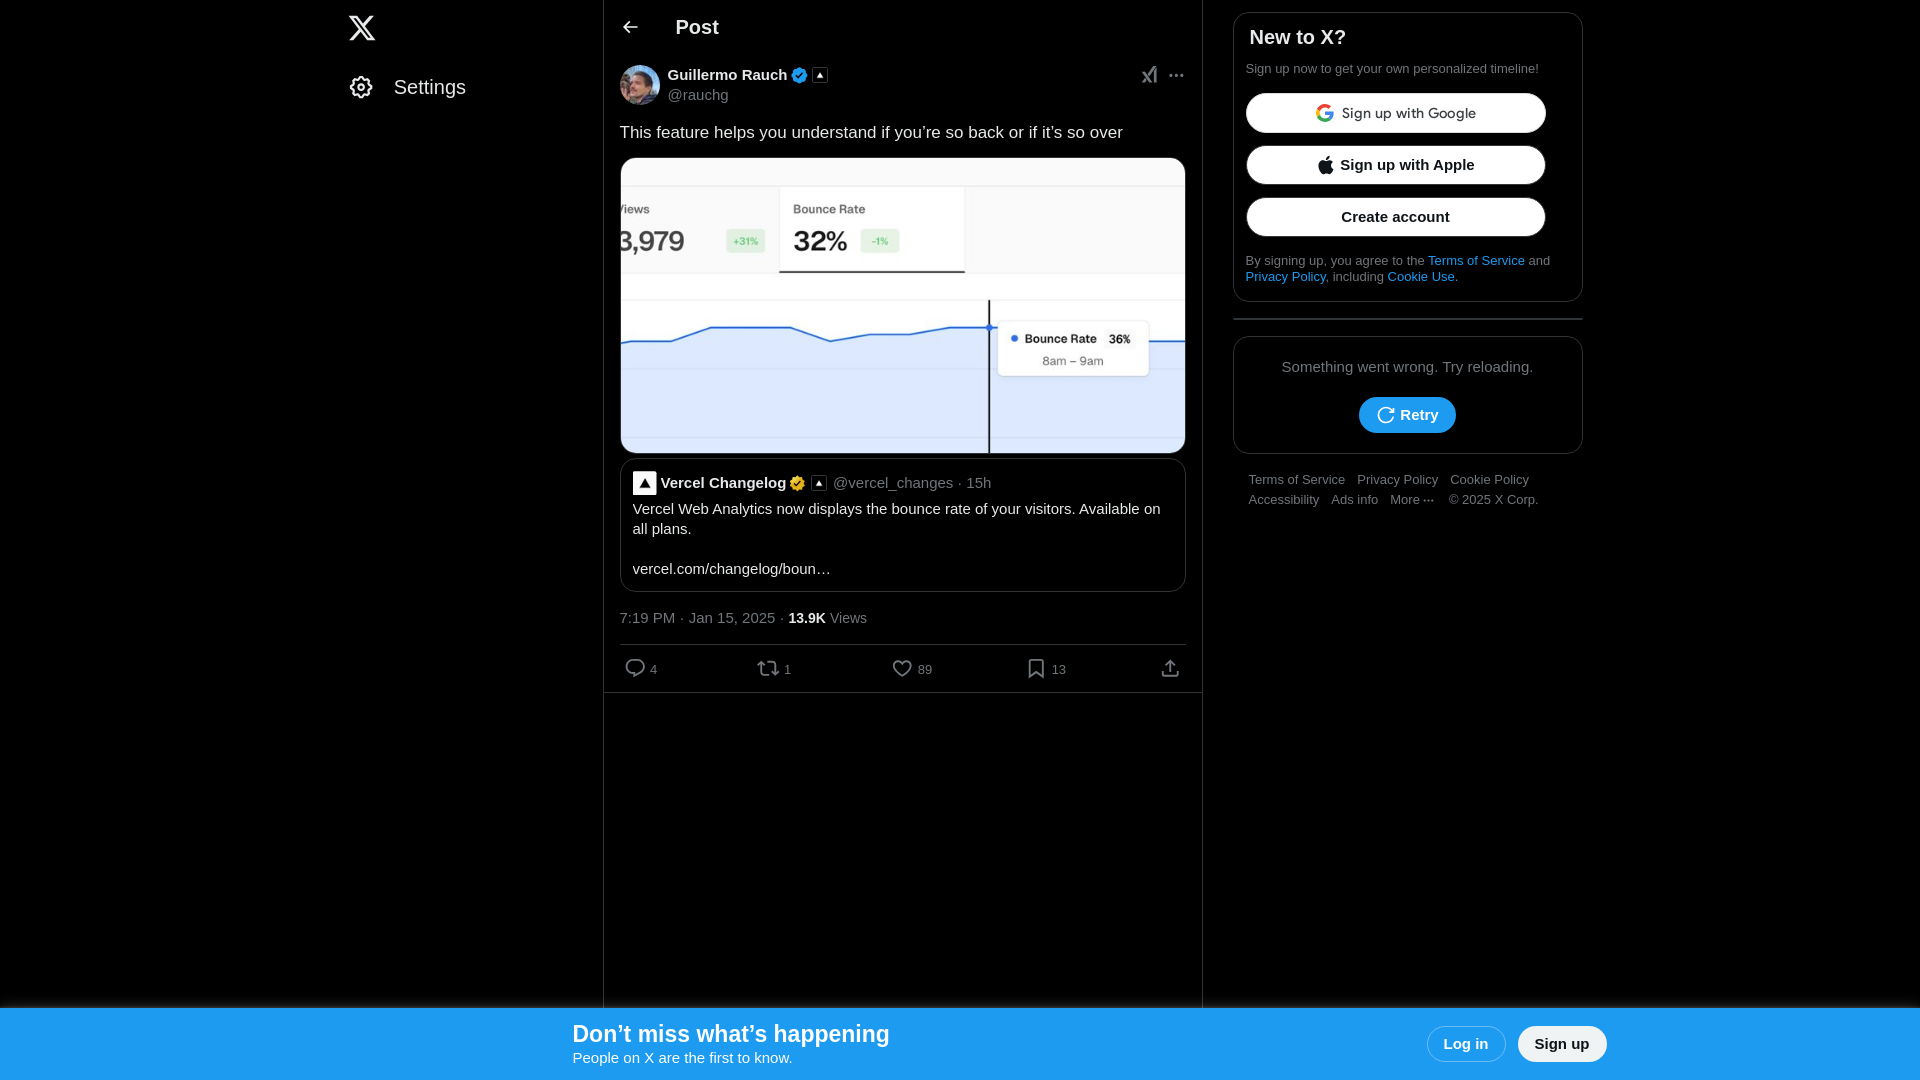 Settings
Post
Guillermo Rauch
@rauchg
This feature helps you understand if you’re so back or if it’s so over
Views
3,979
+31%
Bounce Rate
32%
-1%
Bounce Rate 36%
8am – 9am
Vercel Changelog @vercel_changes · 15h
Vercel Web Analytics now displays the bounce rate of your visitors. Available on
all plans.
vercel.com/changelog/boun…
7:19 PM · Jan 15, 2025 · 13.9K Views
4
1
89
13
New to X?
Sign up now to get your own personalized timeline!
Sign up with Google
Sign up with Apple
Create account
By signing up, you agree to the Terms of Service and
Privacy Policy, including Cookie Use.
Something went wrong. Try reloading.
Retry
Terms of Service Privacy Policy Cookie Policy
Accessibility Ads info More ··· © 2025 X Corp.
Don’t miss what’s happening
People on X are the first to know.
Log in
Sign up